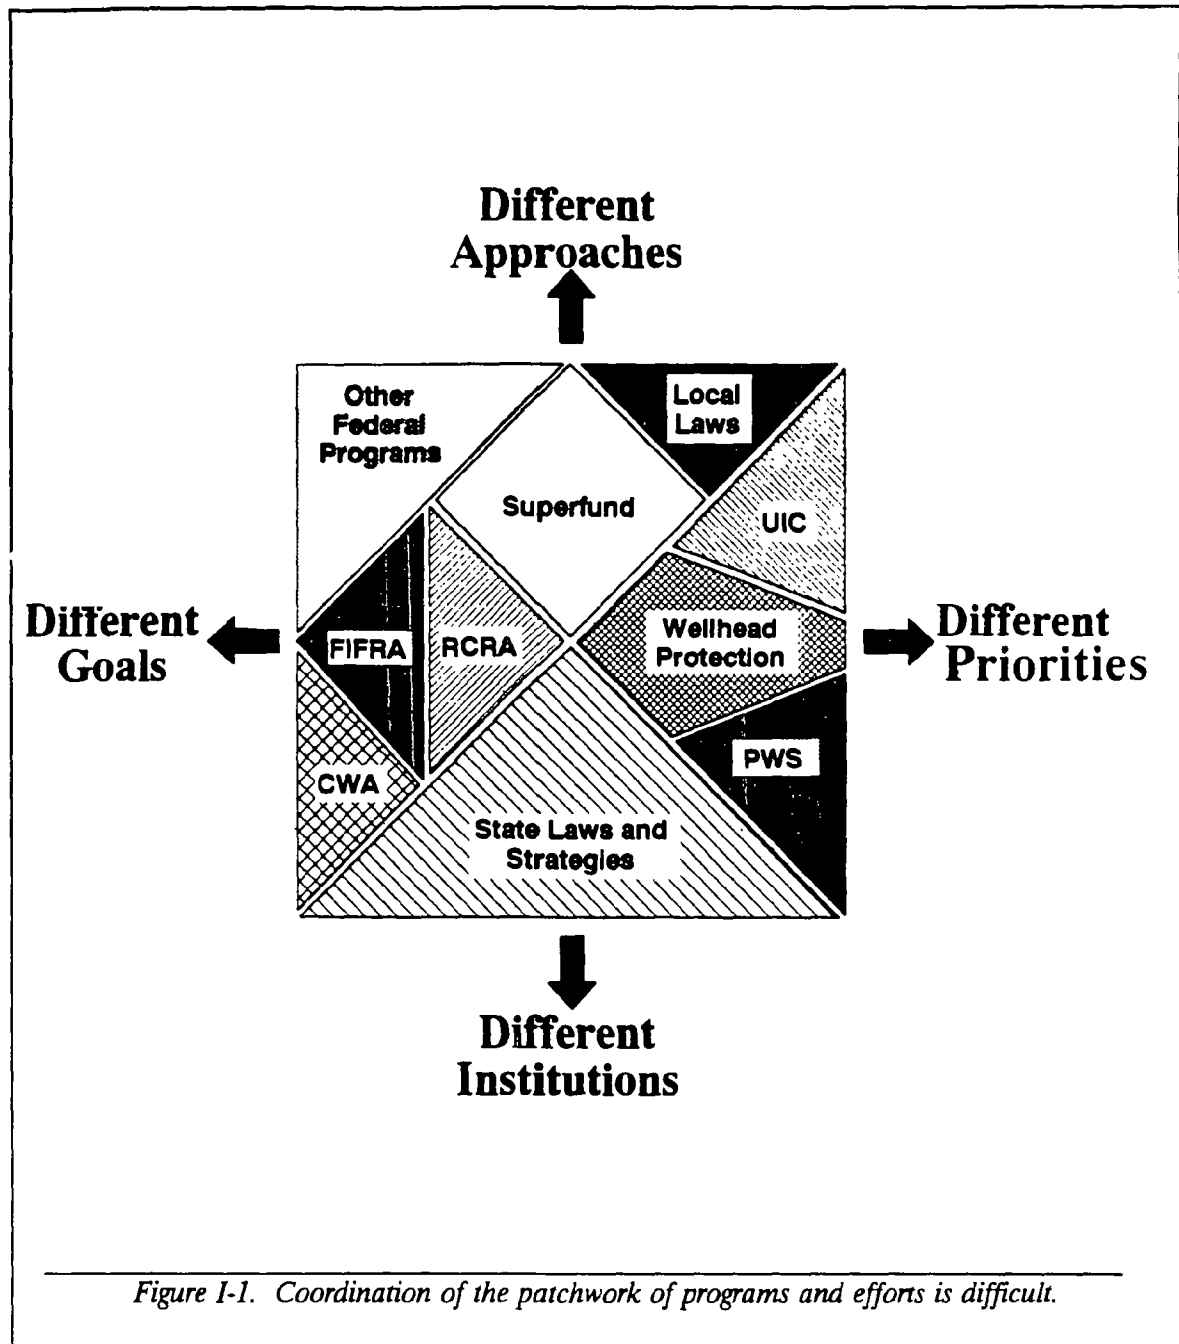 Different
Approaches
Other
Federal
Programs
Local
Laws
Superfund
UIC
Different
Goals
FIFRA
RCRA
Wellhead
Protection
Different
Priorities
CWA
PWS
State Laws and
Strategies
Different
Institutions
Figure I-1. Coordination of the patchwork of programs and efforts is difficult.